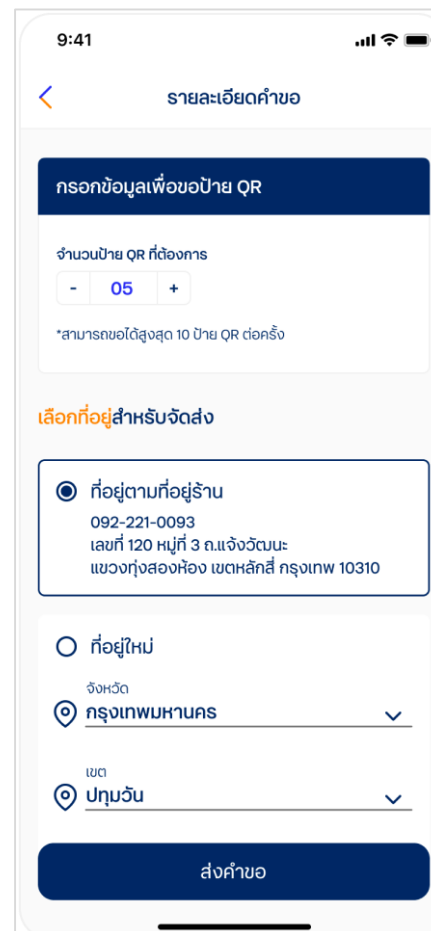 9:41
รายละเอียดคำขอ
กรอกข้อมูลเพื่อขอป้าย QR
จำนวนป้าย QR ที่ต้องการ
- 05 +
*สามารถขอได้สูงสุด 10 ป้าย QR ต่อครั้ง
เลือกที่อยู่สำหรับจัดส่ง
ที่อยู่ตามที่อยู่ร้าน
092-221-0093
เลขที่ 120 หมู่ที่ 3 ถ.แจ้งวัฒนะ
แขวงทุ่งสองห้อง เขตหลักสี่ กรุงเทพ 10310
ที่อยู่ใหม่
จังหวัด
กรุงเทพมหานคร
เขต
ปทุมวัน
ส่งคำขอ